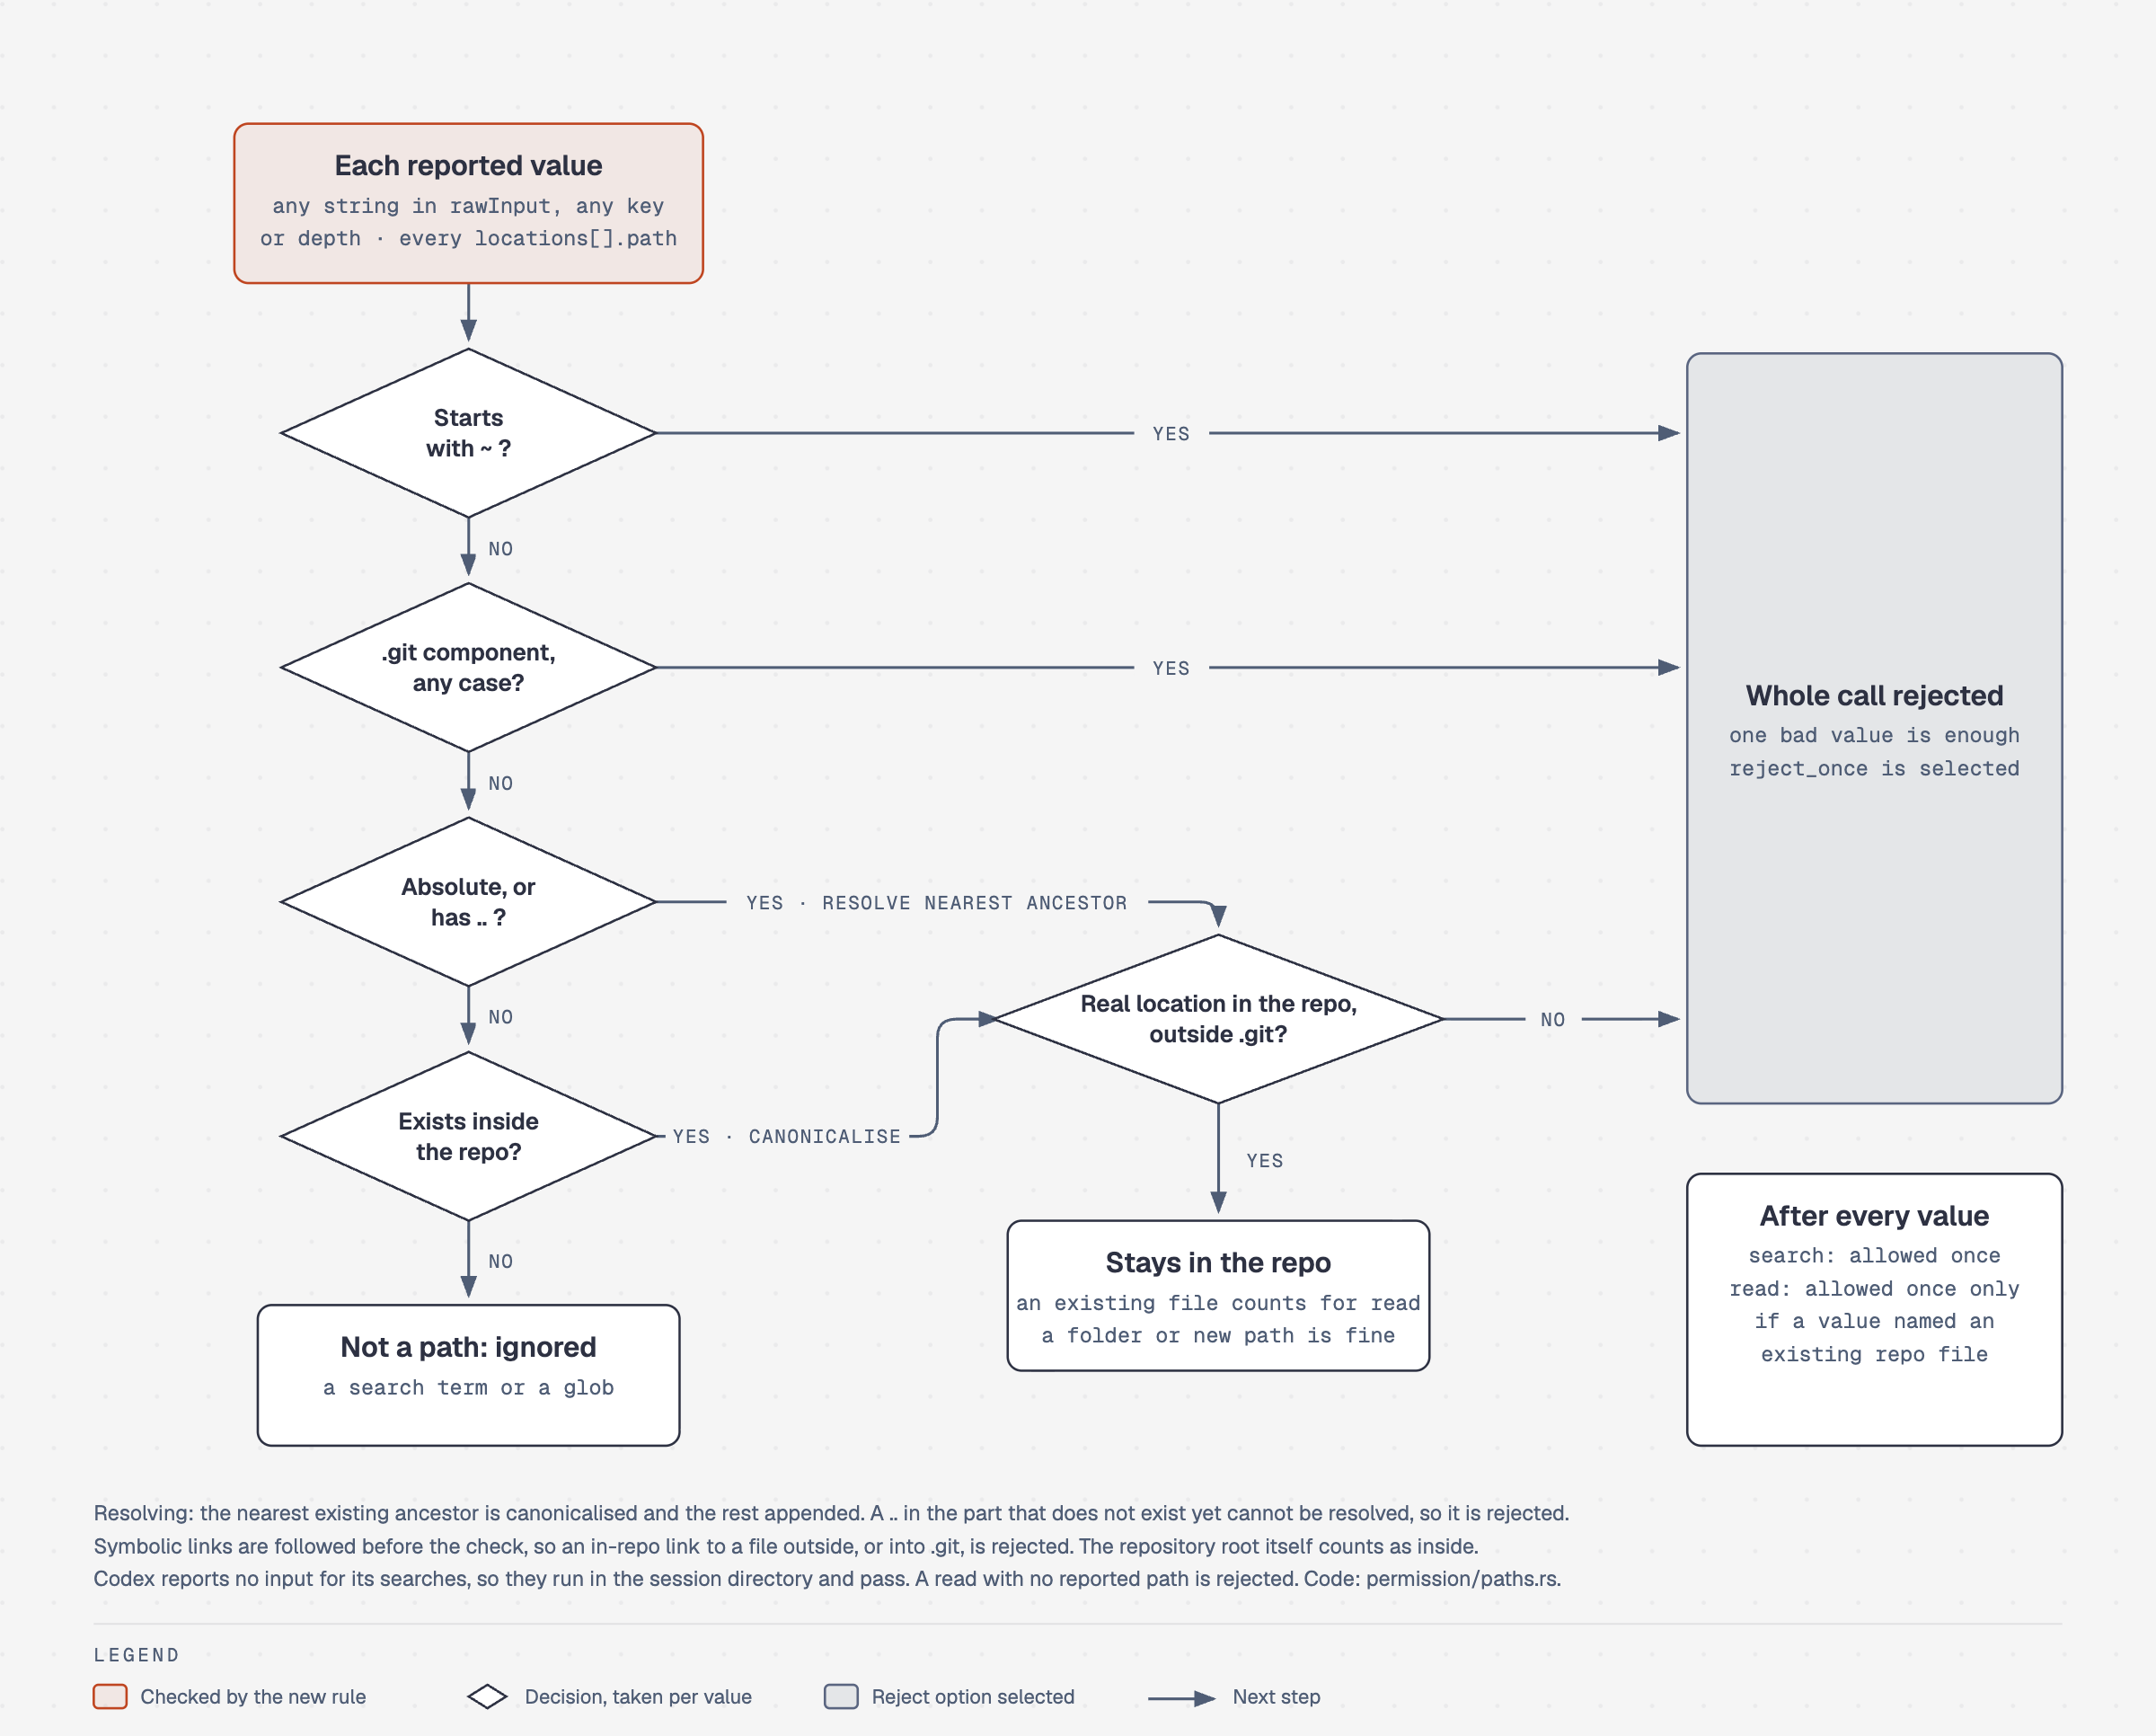 Each reported value
any string in rawInput, any key
or depth · every locations[].path
Starts
with ~ ?
YES
NO
.git component,
any case?
YES
NO
Whole call rejected
one bad value is enough
reject_once is selected
Absolute, or
has .. ?
YES · RESOLVE NEAREST ANCESTOR
NO
Real location in the repo,
outside .git?
NO
YES
Exists inside
the repo?
YES · CANONICALISE
NO
Stays in the repo
an existing file counts for read
a folder or new path is fine
After every value
search: allowed once
read: allowed once only
if a value named an
existing repo file
Not a path: ignored
a search term or a glob
Resolving: the nearest existing ancestor is canonicalised and the rest appended. A .. in the part that does not exist yet cannot be resolved, so it is rejected.
Symbolic links are followed before the check, so an in-repo link to a file outside, or into .git, is rejected. The repository root itself counts as inside.
Codex reports no input for its searches, so they run in the session directory and pass. A read with no reported path is rejected. Code: permission/paths.rs.
LEGEND
Checked by the new rule
Decision, taken per value
Reject option selected
Next step